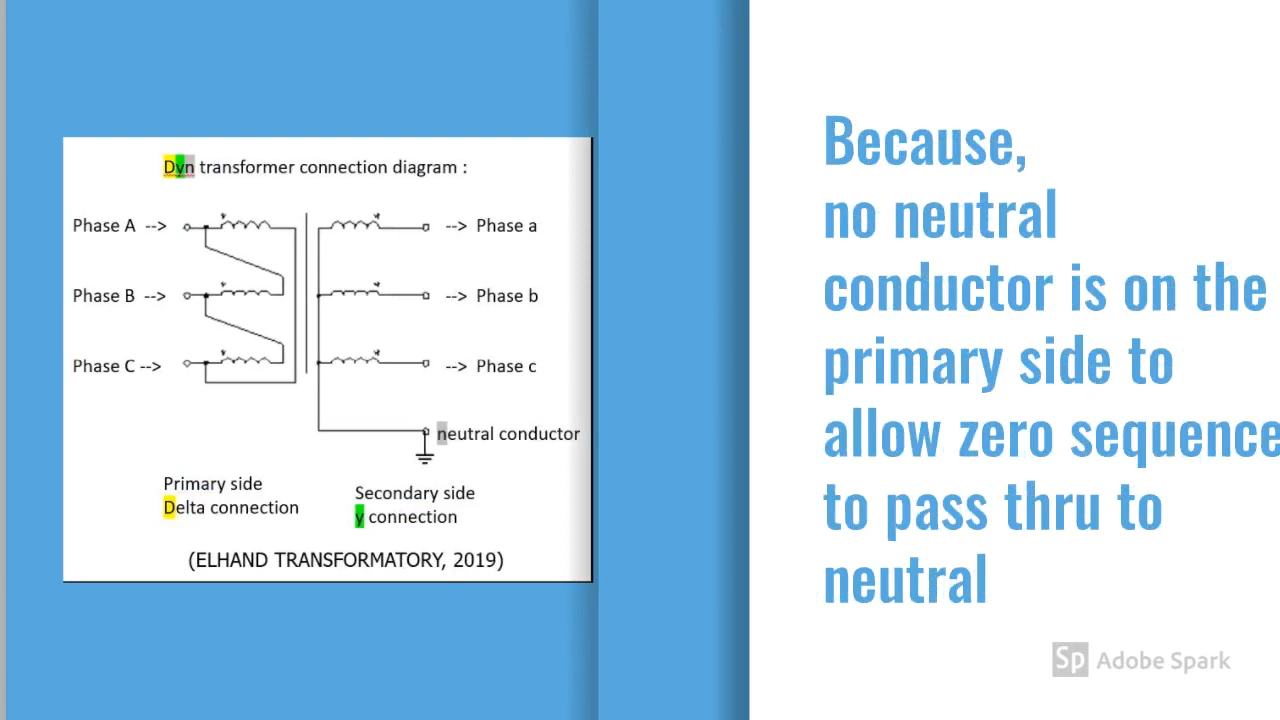 Dyn transformer connection diagram :
Phase A -->
--> Phase a
Phase B -->
--> Phase b
Phase C -->
--> Phase c
neutral conductor
Primary side
Delta connection
Secondary side
y connection
(ELHAND TRANSFORMATORY, 2019)
Because,
no neutral
conductor is on the
primary side to
allow zero sequence
to pass thru to
neutral
Sp Adobe Spark